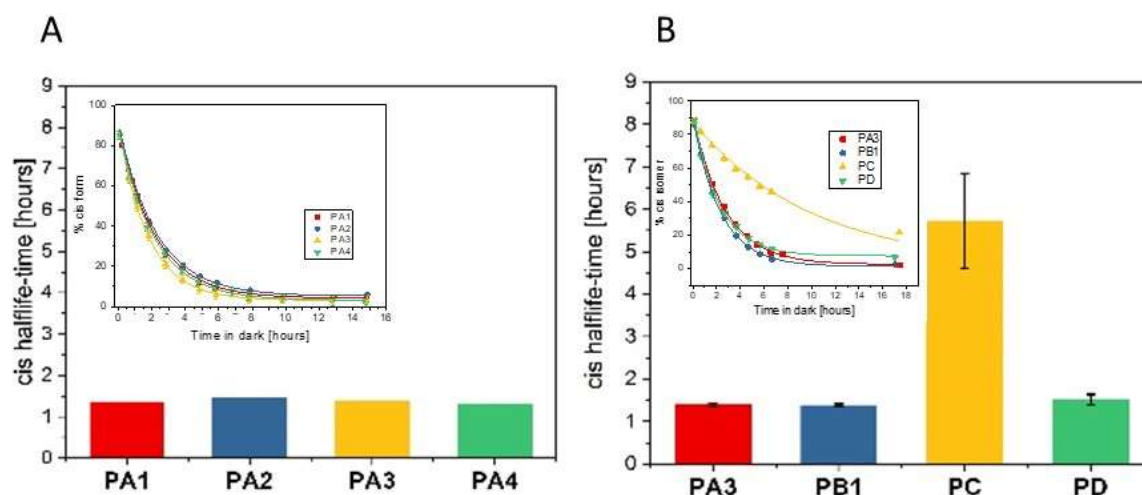 A
cis halflife-time [hours]
9
8
7
6
5
4
3
2
1
0
% cis form
100
80
60
40
20
0
PA1
PA2
PA3
PA4
0 2 4 6 8 10 12 14 16
Time in dark [hours]
PA1 PA2 PA3 PA4
B
cis halflife-time [hours]
9
8
7
6
5
4
3
2
1
0
% cis isomer
100
80
60
40
20
0
PA3
PB1
PC
PD
0 2 4 6 8 10 12 14 16 18
Time in dark [hours]
PA3 PB1 PC PD